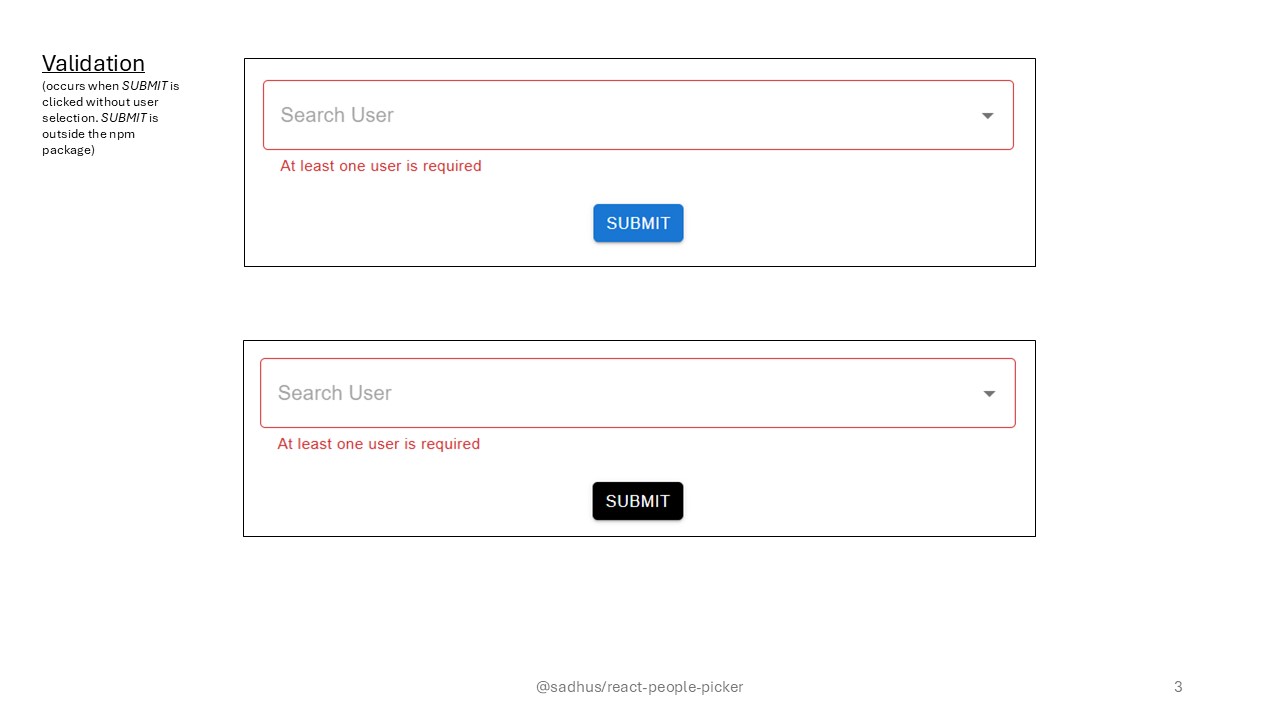 Validation
(occurs when SUBMIT is
clicked without user
selection. SUBMIT is
outside the npm
package)
Search User
At least one user is required
SUBMIT
Search User
At least one user is required
SUBMIT
@sadhus/react-people-picker
3